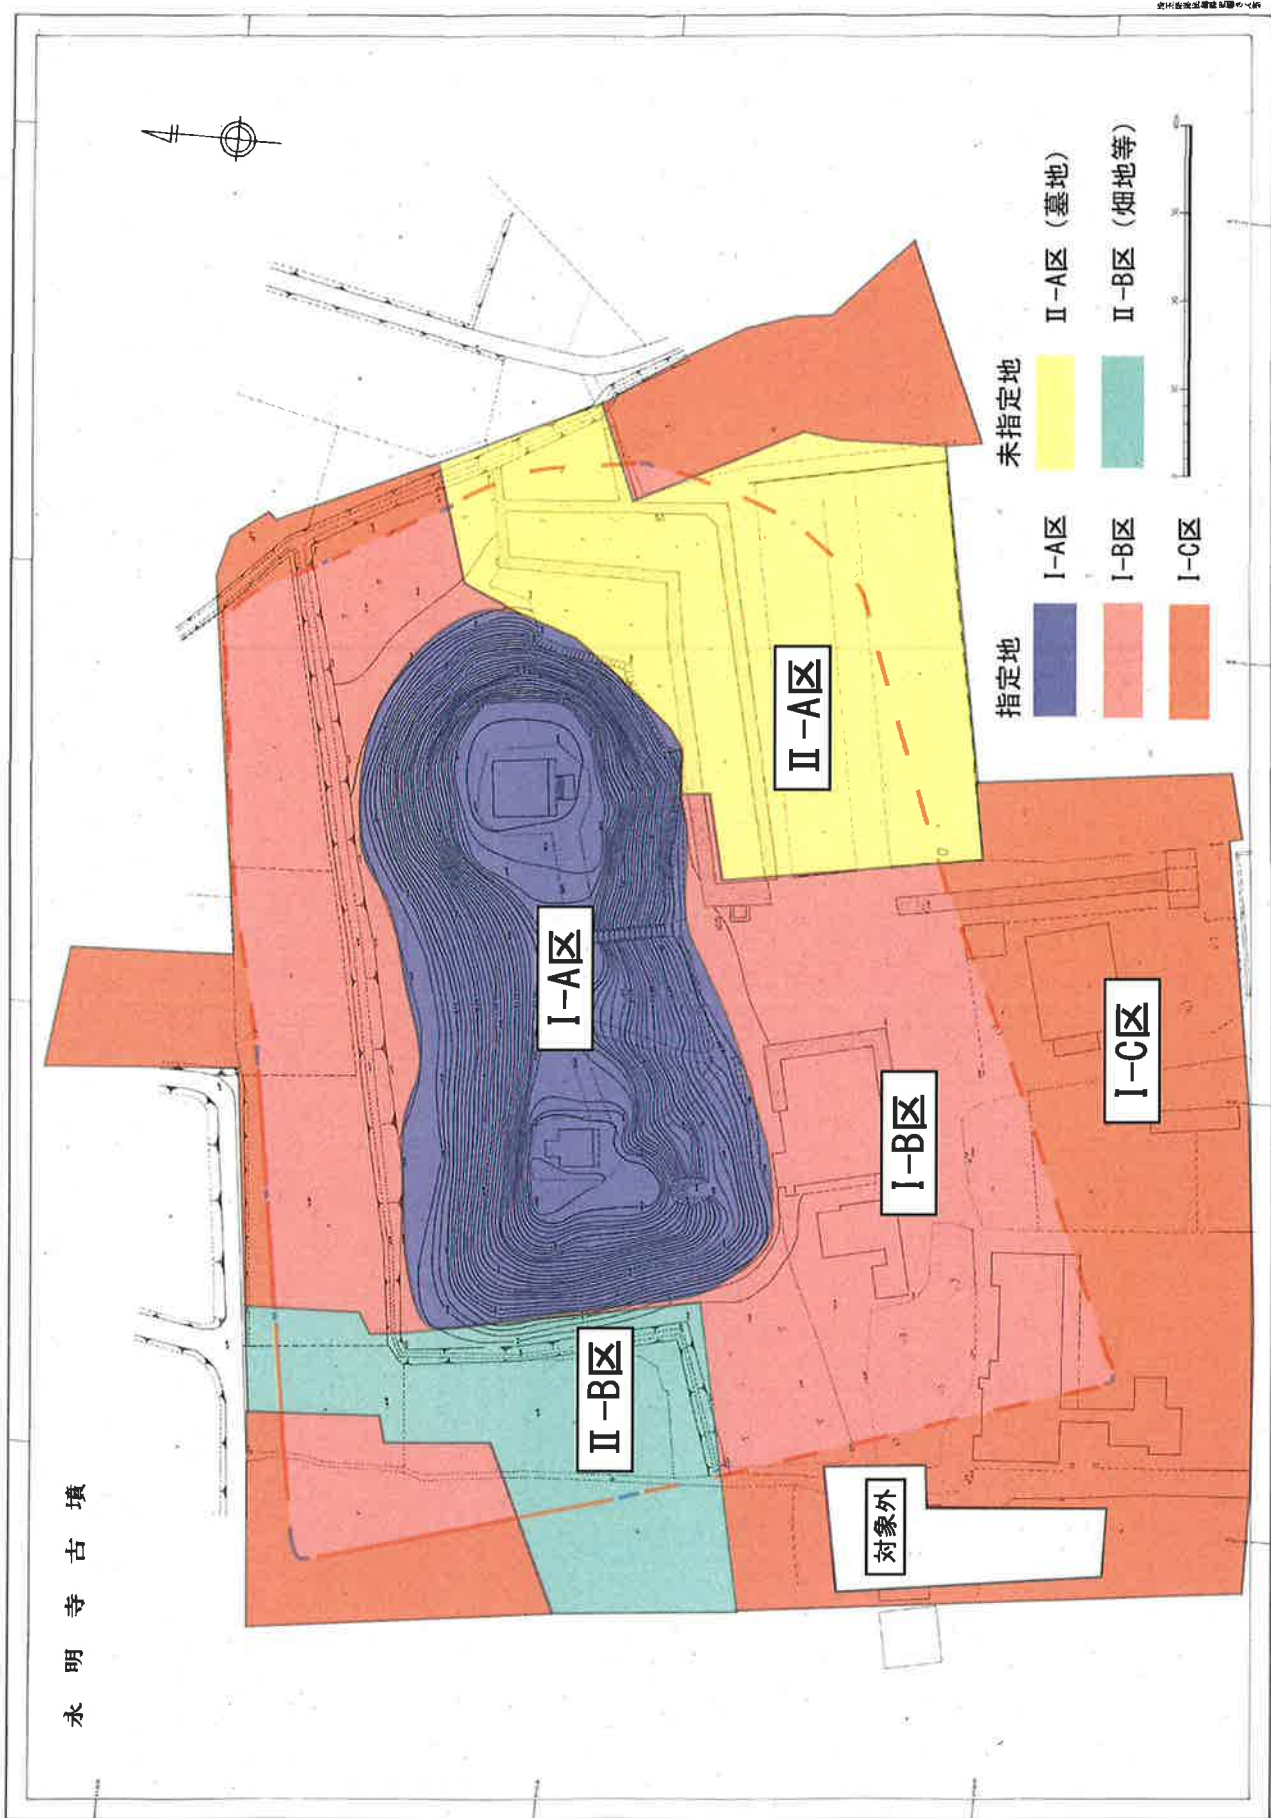 永明寺古墳
I-A区
II-A区
I-B区
II-B区
I-C区
対象外
指定地
I-A区
I-B区
I-C区
未指定地
II-A区（墓地）
II-B区（畑地等）